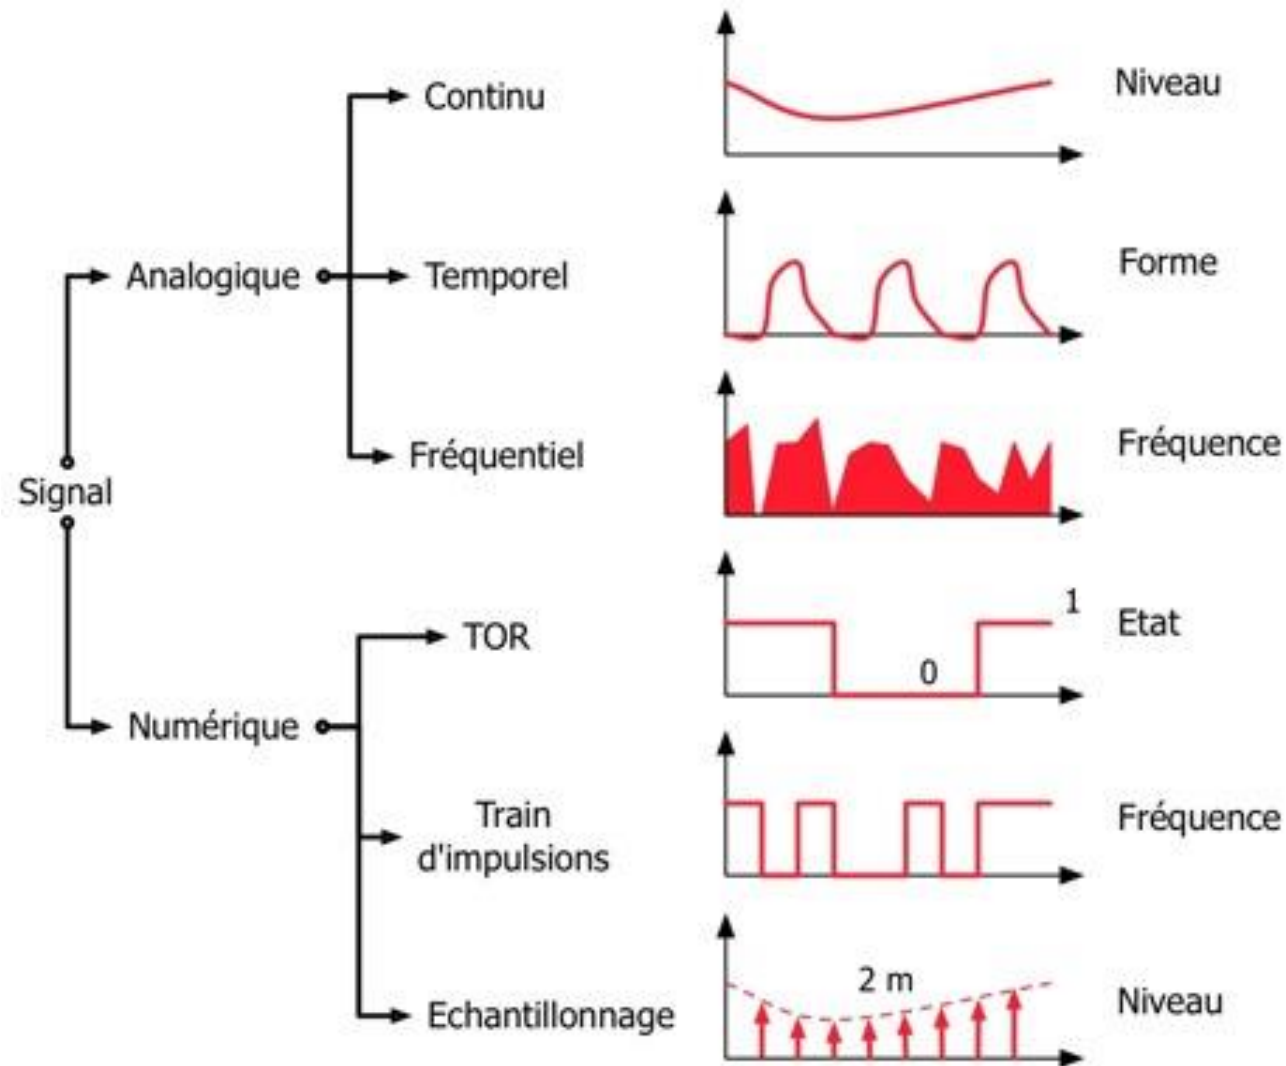 Continu
Niveau
Analogique
Temporel
Forme
Fréquentiel
Fréquence
Signal
TOR
1
0
Etat
Numérique
Train
d'impulsions
Fréquence
Echantillonnage
2 m
Niveau